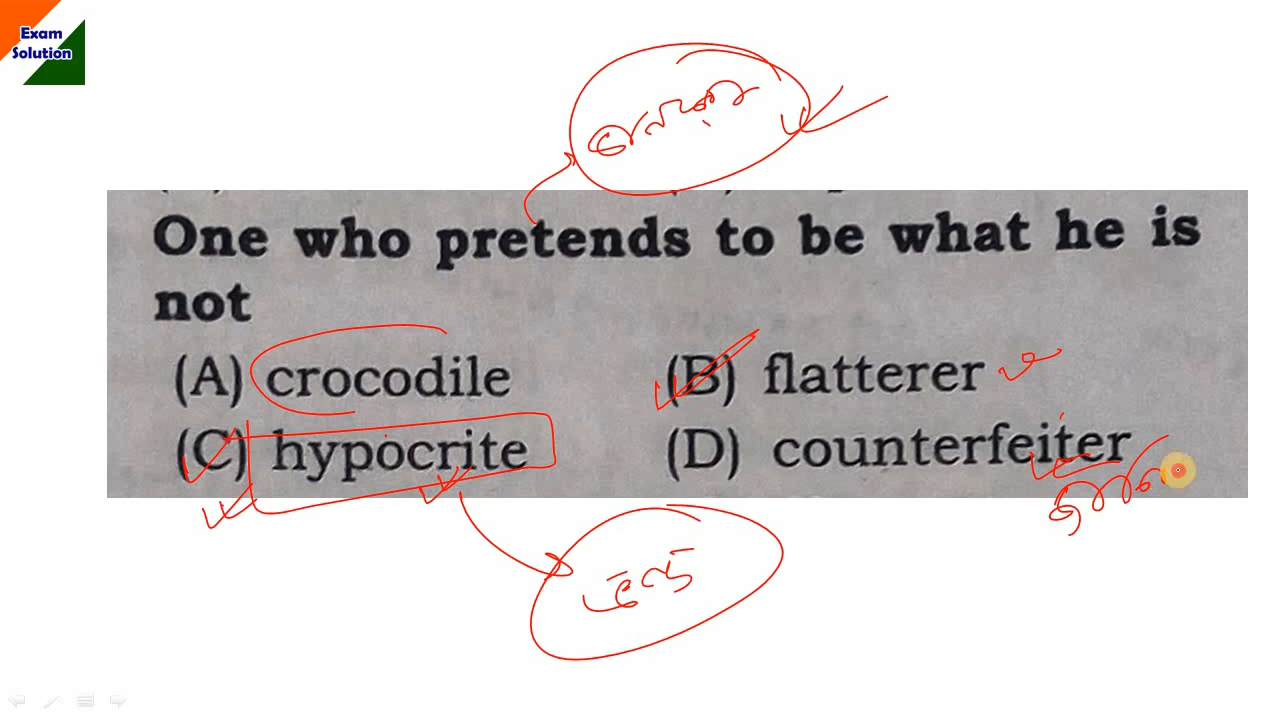 Exam
Solution
One who pretends to be what he is
not
(A) crocodile
(B) flatterer
(C) hypocrite
(D) counterfeiter